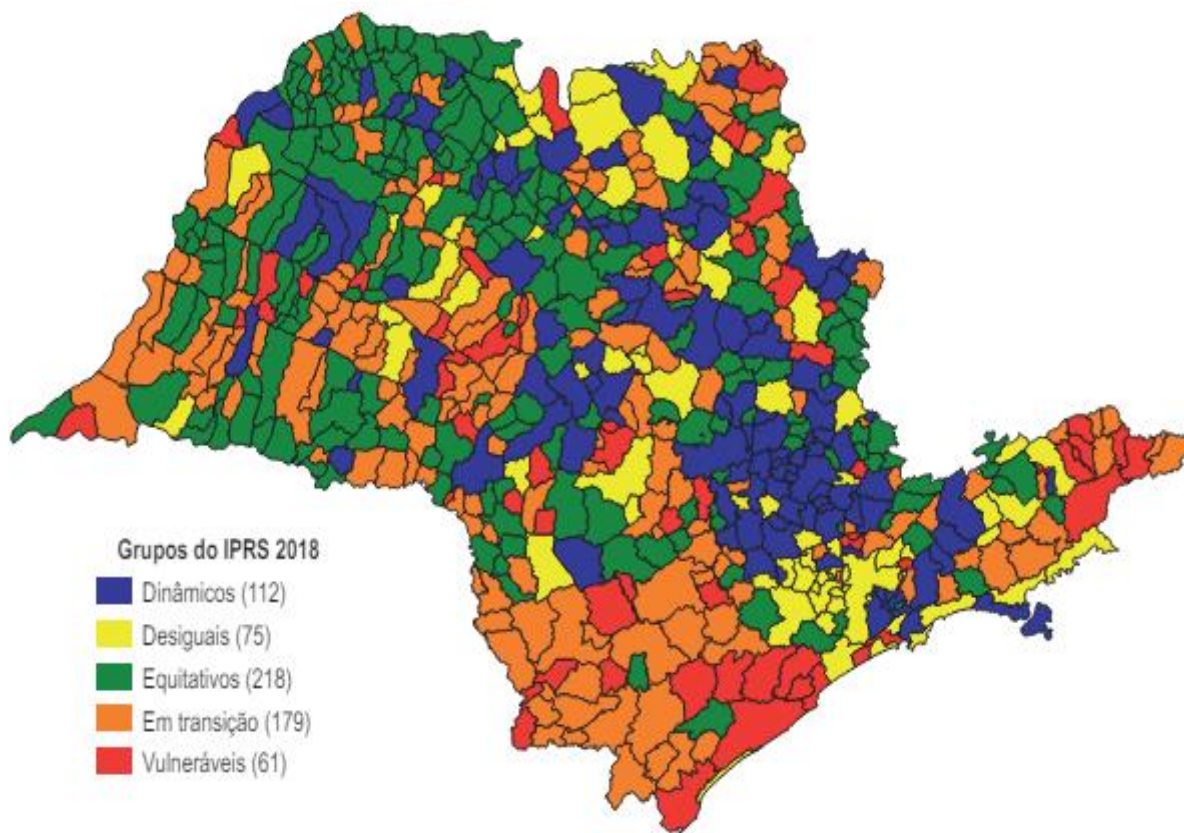 Grupos do IPRS 2018
Dinâmicos (112)
Desiguais (75)
Equitativos (218)
Em transição (179)
Vulneráveis (61)